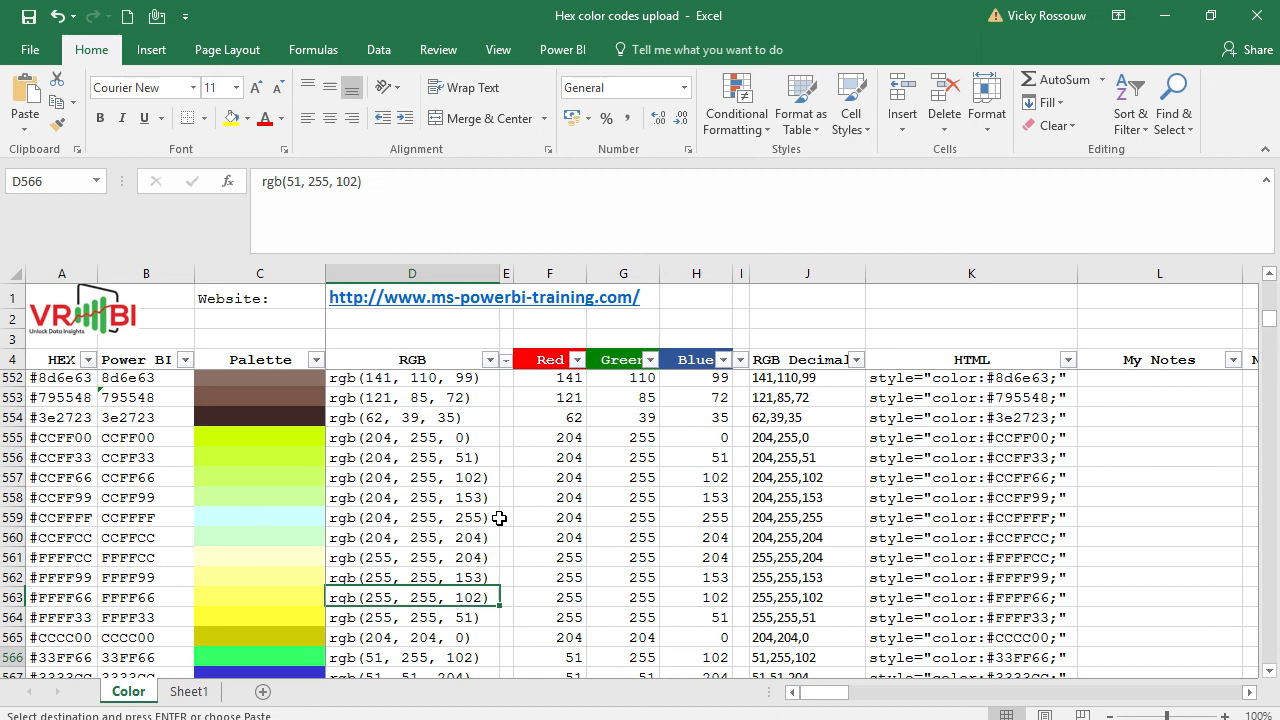 Hex color codes upload - Excel
Vicky Rossouw
File Home Insert Page Layout Formulas Data Review View Power BI Tell me what you want to do Share
Paste
Clipboard
Courier New 11
B I U A
Font
Wrap Text
Merge & Center
Alignment
General
% ,
Number
Conditional Formatting
Format as Table
Cell Styles
Styles
Insert Delete Format
Cells
AutoSum
Fill
Clear
Sort & Filter
Find & Select
Editing
D566 fx rgb(51, 255, 102)
A B C D E F G H I J K L
1 VR BI Website: http://www.ms-powerbi-training.com/
Unlock Data Insights
2
3
4 HEX Power BI Palette RGB Red Green Blue RGB Decimal HTML My Notes
552 #8d6e63 8d6e63 rgb(141, 110, 99) 141 110 99 141,110,99 style="color:#8d6e63;"
553 #795548 795548 rgb(121, 85, 72) 121 85 72 121,85,72 style="color:#795548;"
554 #3e2723 3e2723 rgb(62, 39, 35) 62 39 35 62,39,35 style="color:#3e2723;"
555 #CCFF00 CCFF00 rgb(204, 255, 0) 204 255 0 204,255,0 style="color:#CCFF00;"
556 #CCFF33 CCFF33 rgb(204, 255, 51) 204 255 51 204,255,51 style="color:#CCFF33;"
557 #CCFF66 CCFF66 rgb(204, 255, 102) 204 255 102 204,255,102 style="color:#CCFF66;"
558 #CCFF99 CCFF99 rgb(204, 255, 153) 204 255 153 204,255,153 style="color:#CCFF99;"
559 #CCFFFF CCFFFF rgb(204, 255, 255) 204 255 255 204,255,255 style="color:#CCFFFF;"
560 #CCFFCC CCFFCC rgb(204, 255, 204) 204 255 204 204,255,204 style="color:#CCFFCC;"
561 #FFFFCC FFFFCC rgb(255, 255, 204) 255 255 204 255,255,204 style="color:#FFFFCC;"
562 #FFFF99 FFFF99 rgb(255, 255, 153) 255 255 153 255,255,153 style="color:#FFFF99;"
563 #FFFF66 FFFF66 rgb(255, 255, 102) 255 255 102 255,255,102 style="color:#FFFF66;"
564 #FFFF33 FFFF33 rgb(255, 255, 51) 255 255 51 255,255,51 style="color:#FFFF33;"
565 #CCCC00 CCCC00 rgb(204, 204, 0) 204 204 0 204,204,0 style="color:#CCCC00;"
566 #33FF66 33FF66 rgb(51, 255, 102) 51 255 102 51,255,102 style="color:#33FF66;"
567 #3333CC 3333CC rgb(51, 51, 204) 51 51 204 51,51,204 style="color:#3333CC;"
Color Sheet1
Select destination and press ENTER or choose Paste 100%